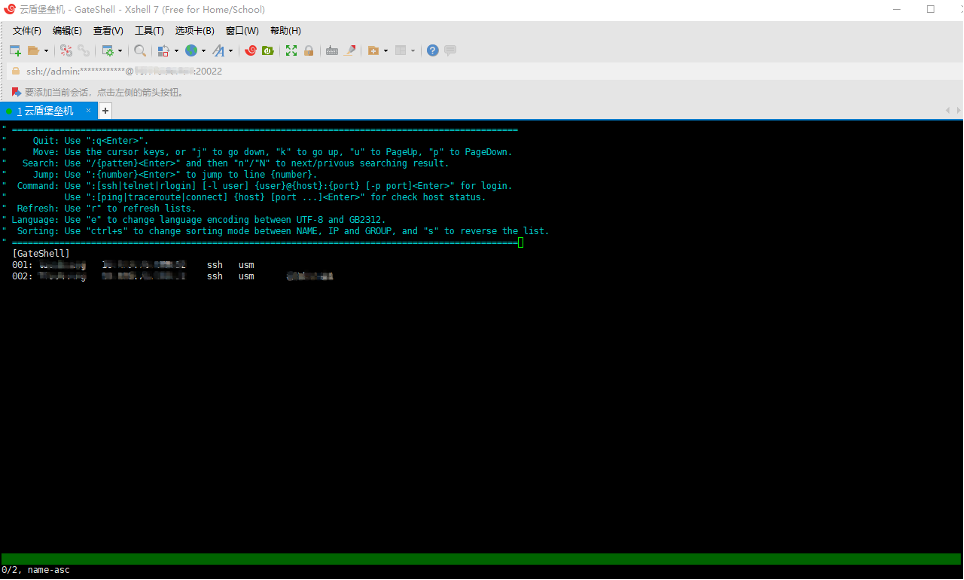 云盾堡垒机 - GateShell - Xshell 7 (Free for Home/School)
文件(F) 编辑(E) 查看(V) 工具(T) 选项卡(B) 窗口(W) 帮助(H)
ssh://admin:************@ :20022
要添加当前会话，点击左侧的箭头按钮。
1 云盾堡垒机 × +
" ================================================================================================
" Quit: Use ":q<Enter>".
" Move: Use the cursor keys, or "j" to go down, "k" to go up, "u" to PageUp, "p" to PageDown.
" Search: Use "/{patten}<Enter>" and then "n"/"N" to next/privous searching result.
" Jump: Use ":{number}<Enter>" to jump to line {number}.
" Command: Use ":[ssh|telnet|rlogin] [-l user] {user}@{host}:{port} [-p port]<Enter>" for login.
" Use ":[ping|traceroute|connect] {host} [port ...]<Enter>" for check host status.
" Refresh: Use "r" to refresh lists.
" Language: Use "e" to change language encoding between UTF-8 and GB2312.
" Sorting: Use "ctrl+s" to change sorting mode between NAME, IP and GROUP, and "s" to reverse the list.
" ================================================================================================
[GateShell]
001: ssh usm
002: ssh usm
0/2, name-asc